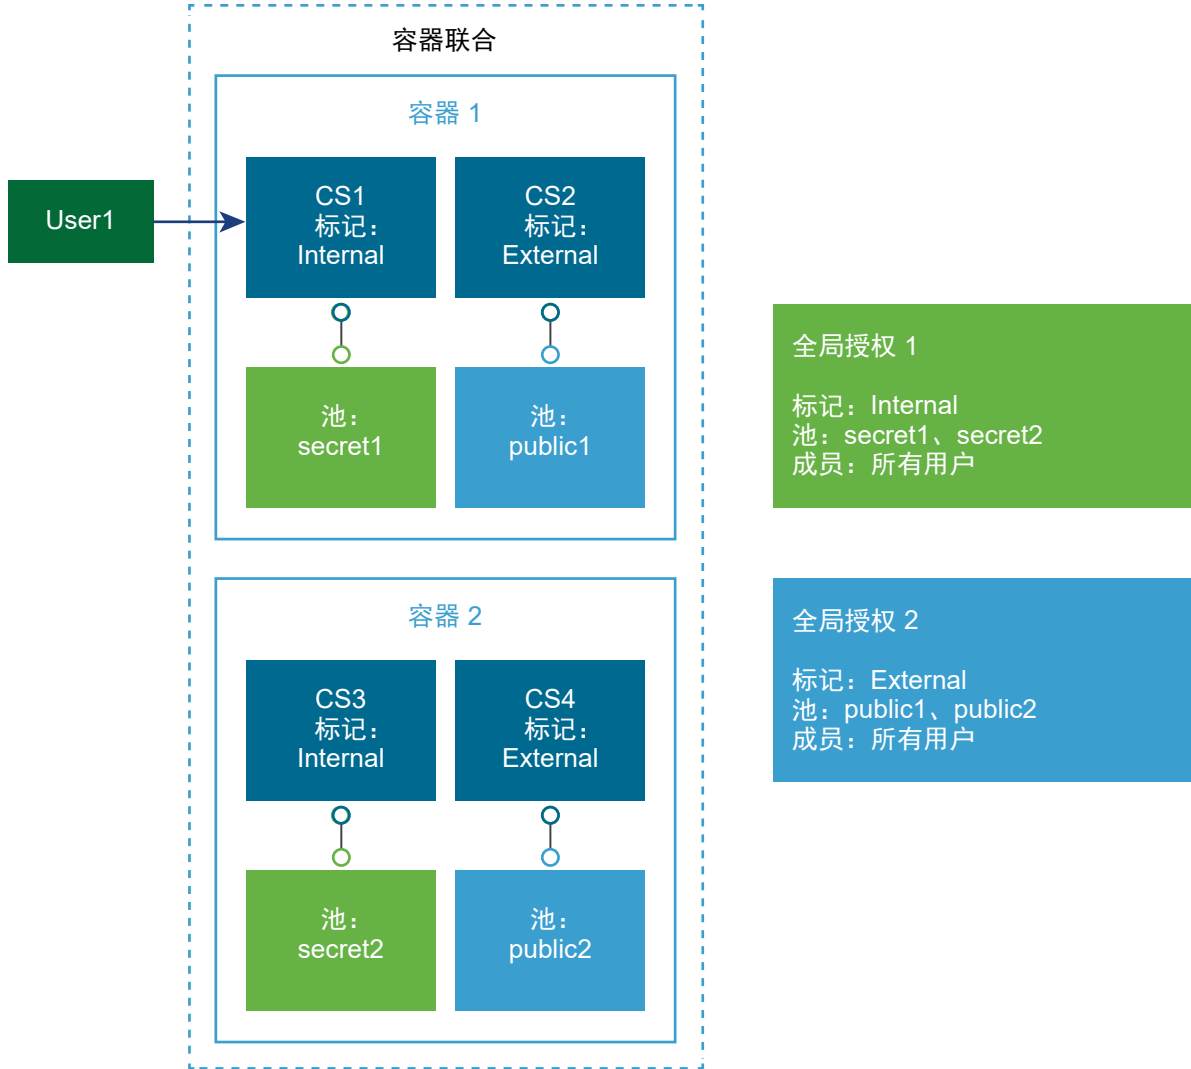 容器联合
容器 1
User1
CS1
标记：
Internal
CS2
标记：
External
池：
secret1
池：
public1
容器 2
CS3
标记：
Internal
CS4
标记：
External
池：
secret2
池：
public2
全局授权 1
标记：Internal
池：secret1、secret2
成员：所有用户
全局授权 2
标记：External
池：public1、public2
成员：所有用户